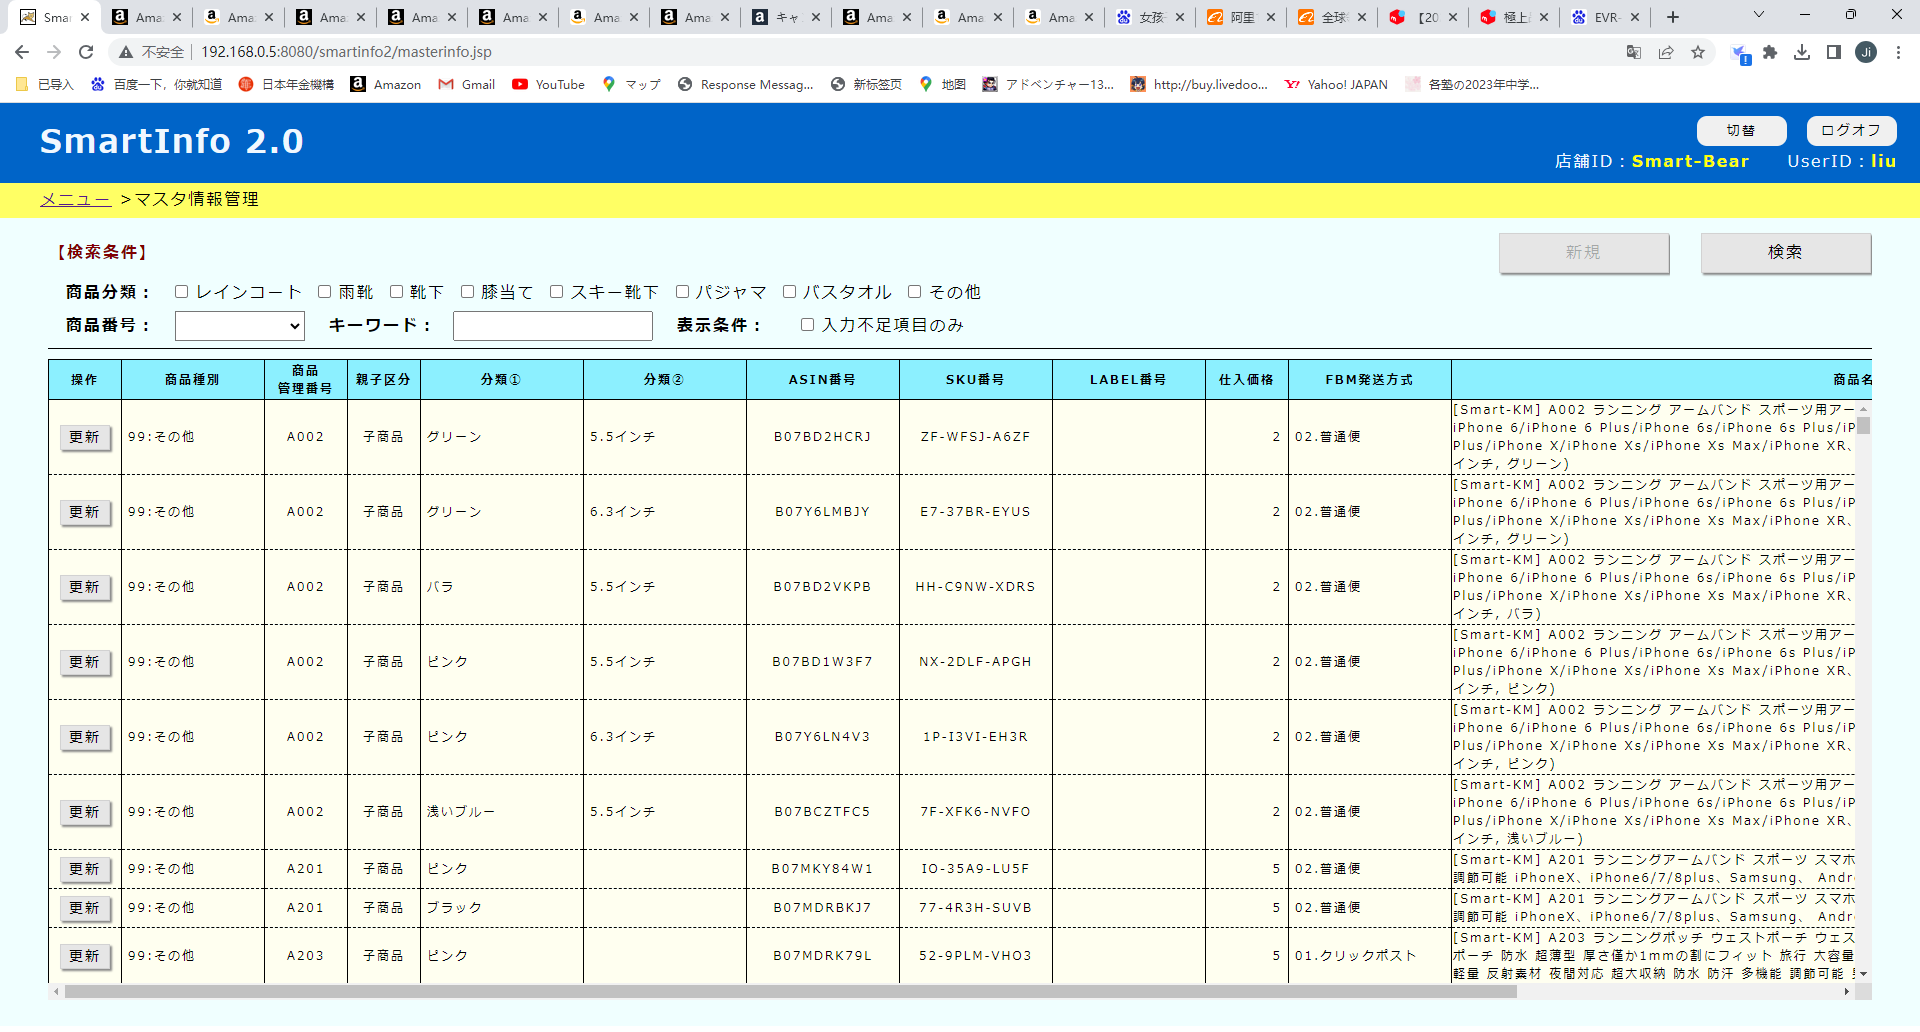 Smar
Ama
Ama
Ama
Ama
Ama
Ama
Ama
キャン
Ama
Ama
Ama
女孩
阿里
全球
【20
極上
EVR-
不安全
192.168.0.5:8080/smartinfo2/masterinfo.jsp
Ji
已导入
百度一下，你就知道
日本年金機構
Amazon
Gmail
YouTube
マップ
Response Messag...
新标签页
地图
アドベンチャー13...
http://buy.livedoo...
Yahoo! JAPAN
各塾の2023年中学...
SmartInfo 2.0
切替
ログオフ
店舗ID：Smart-Bear UserID：liu
メニュー >マスタ情報管理
【検索条件】
新規
検索
商品分類： レインコート 雨靴 靴下 膝当て スキー靴下 パジャマ バスタオル その他
商品番号： キーワード： 表示条件： 入力不足項目のみ
操作 商品種別 商品管理番号 親子区分 分類① 分類② ASIN番号 SKU番号 LABEL番号 仕入価格 FBM発送方式 商品名
更新 99:その他 A002 子商品 グリーン 5.5インチ B07BD2HCRJ ZF-WFSJ-A6ZF 2 02.普通便
[Smart-KM] A002 ランニング アームバンド スポーツ用アー
iPhone 6/iPhone 6 Plus/iPhone 6s/iPhone 6s Plus/iP
Plus/iPhone X/iPhone Xs/iPhone Xs Max/iPhone XR、
インチ, グリーン)
更新 99:その他 A002 子商品 グリーン 6.3インチ B07Y6LMBJY E7-37BR-EYUS 2 02.普通便
[Smart-KM] A002 ランニング アームバンド スポーツ用アー
iPhone 6/iPhone 6 Plus/iPhone 6s/iPhone 6s Plus/iP
Plus/iPhone X/iPhone Xs/iPhone Xs Max/iPhone XR、
インチ, グリーン)
更新 99:その他 A002 子商品 バラ 5.5インチ B07BD2VKPB HH-C9NW-XDRS 2 02.普通便
[Smart-KM] A002 ランニング アームバンド スポーツ用アー
iPhone 6/iPhone 6 Plus/iPhone 6s/iPhone 6s Plus/iP
Plus/iPhone X/iPhone Xs/iPhone Xs Max/iPhone XR、
インチ, バラ)
更新 99:その他 A002 子商品 ピンク 5.5インチ B07BD1W3F7 NX-2DLF-APGH 2 02.普通便
[Smart-KM] A002 ランニング アームバンド スポーツ用アー
iPhone 6/iPhone 6 Plus/iPhone 6s/iPhone 6s Plus/iP
Plus/iPhone X/iPhone Xs/iPhone Xs Max/iPhone XR、
インチ, ピンク)
更新 99:その他 A002 子商品 ピンク 6.3インチ B07Y6LN4V3 1P-I3VI-EH3R 2 02.普通便
[Smart-KM] A002 ランニング アームバンド スポーツ用アー
iPhone 6/iPhone 6 Plus/iPhone 6s/iPhone 6s Plus/iP
Plus/iPhone X/iPhone Xs/iPhone Xs Max/iPhone XR、
インチ, ピンク)
更新 99:その他 A002 子商品 浅いブルー 5.5インチ B07BCZTFC5 7F-XFK6-NVFO 2 02.普通便
[Smart-KM] A002 ランニング アームバンド スポーツ用アー
iPhone 6/iPhone 6 Plus/iPhone 6s/iPhone 6s Plus/iP
Plus/iPhone X/iPhone Xs/iPhone Xs Max/iPhone XR、
インチ, 浅いブルー)
更新 99:その他 A201 子商品 ピンク B07MKY84W1 IO-35A9-LU5F 5 02.普通便
[Smart-KM] A201 ランニングアームバンド スポーツ スマホ
調節可能 iPhoneX、iPhone6/7/8plus、Samsung、 Andr
更新 99:その他 A201 子商品 ブラック B07MDRBKJ7 77-4R3H-SUVB 5 02.普通便
[Smart-KM] A201 ランニングアームバンド スポーツ スマホ
調節可能 iPhoneX、iPhone6/7/8plus、Samsung、 Andr
更新 99:その他 A203 子商品 ピンク B07MDRK79L 52-9PLM-VHO3 5 01.クリックポスト
[Smart-KM] A203 ランニングポッチ ウェストポーチ ウェス
ポーチ 防水 超薄型 厚さ僅か1mmの割にフィット 旅行 大容量
軽量 反射素材 夜間対応 超大収納 防水 防汗 多機能 調節可能